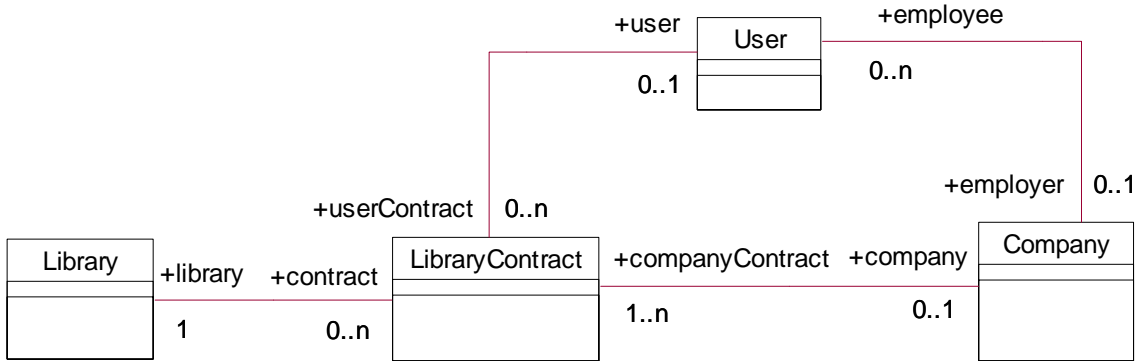 +user
User
+employee
0..1
0..n
+employer
0..1
+userContract
0..n
Library
+library
+contract
LibraryContract
+companyContract
+company
Company
1
0..n
1..n
0..1